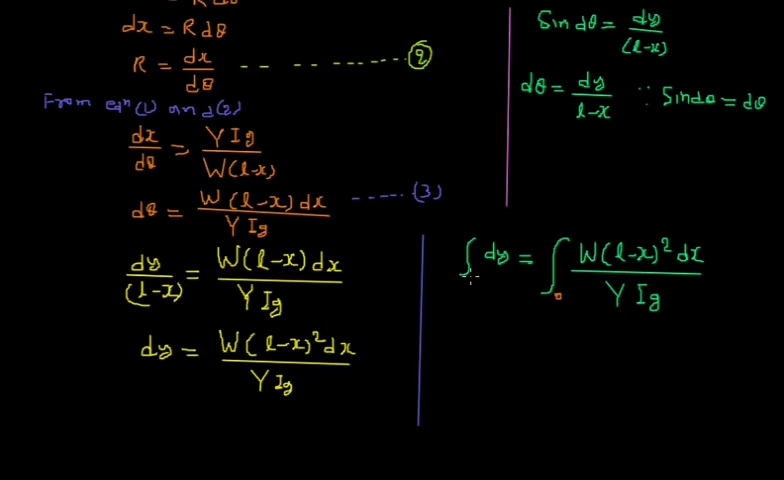 dx = R dθ
R = dx/dθ - - - - - - - - - - (2)
From eqn (1) and (2)
dx/dθ = Y Ig / W(l-x)
dθ = W(l-x) dx / Y Ig - - - - - (3)
dy/(l-x) = W(l-x) dx / Y Ig
dy = W(l-x)² dx / Y Ig
Sin dθ = dy/(l-x)
dθ = dy/l-x ∵ Sin dθ = dθ
∫ dy = ∫₀ W(l-x)² dx / Y Ig